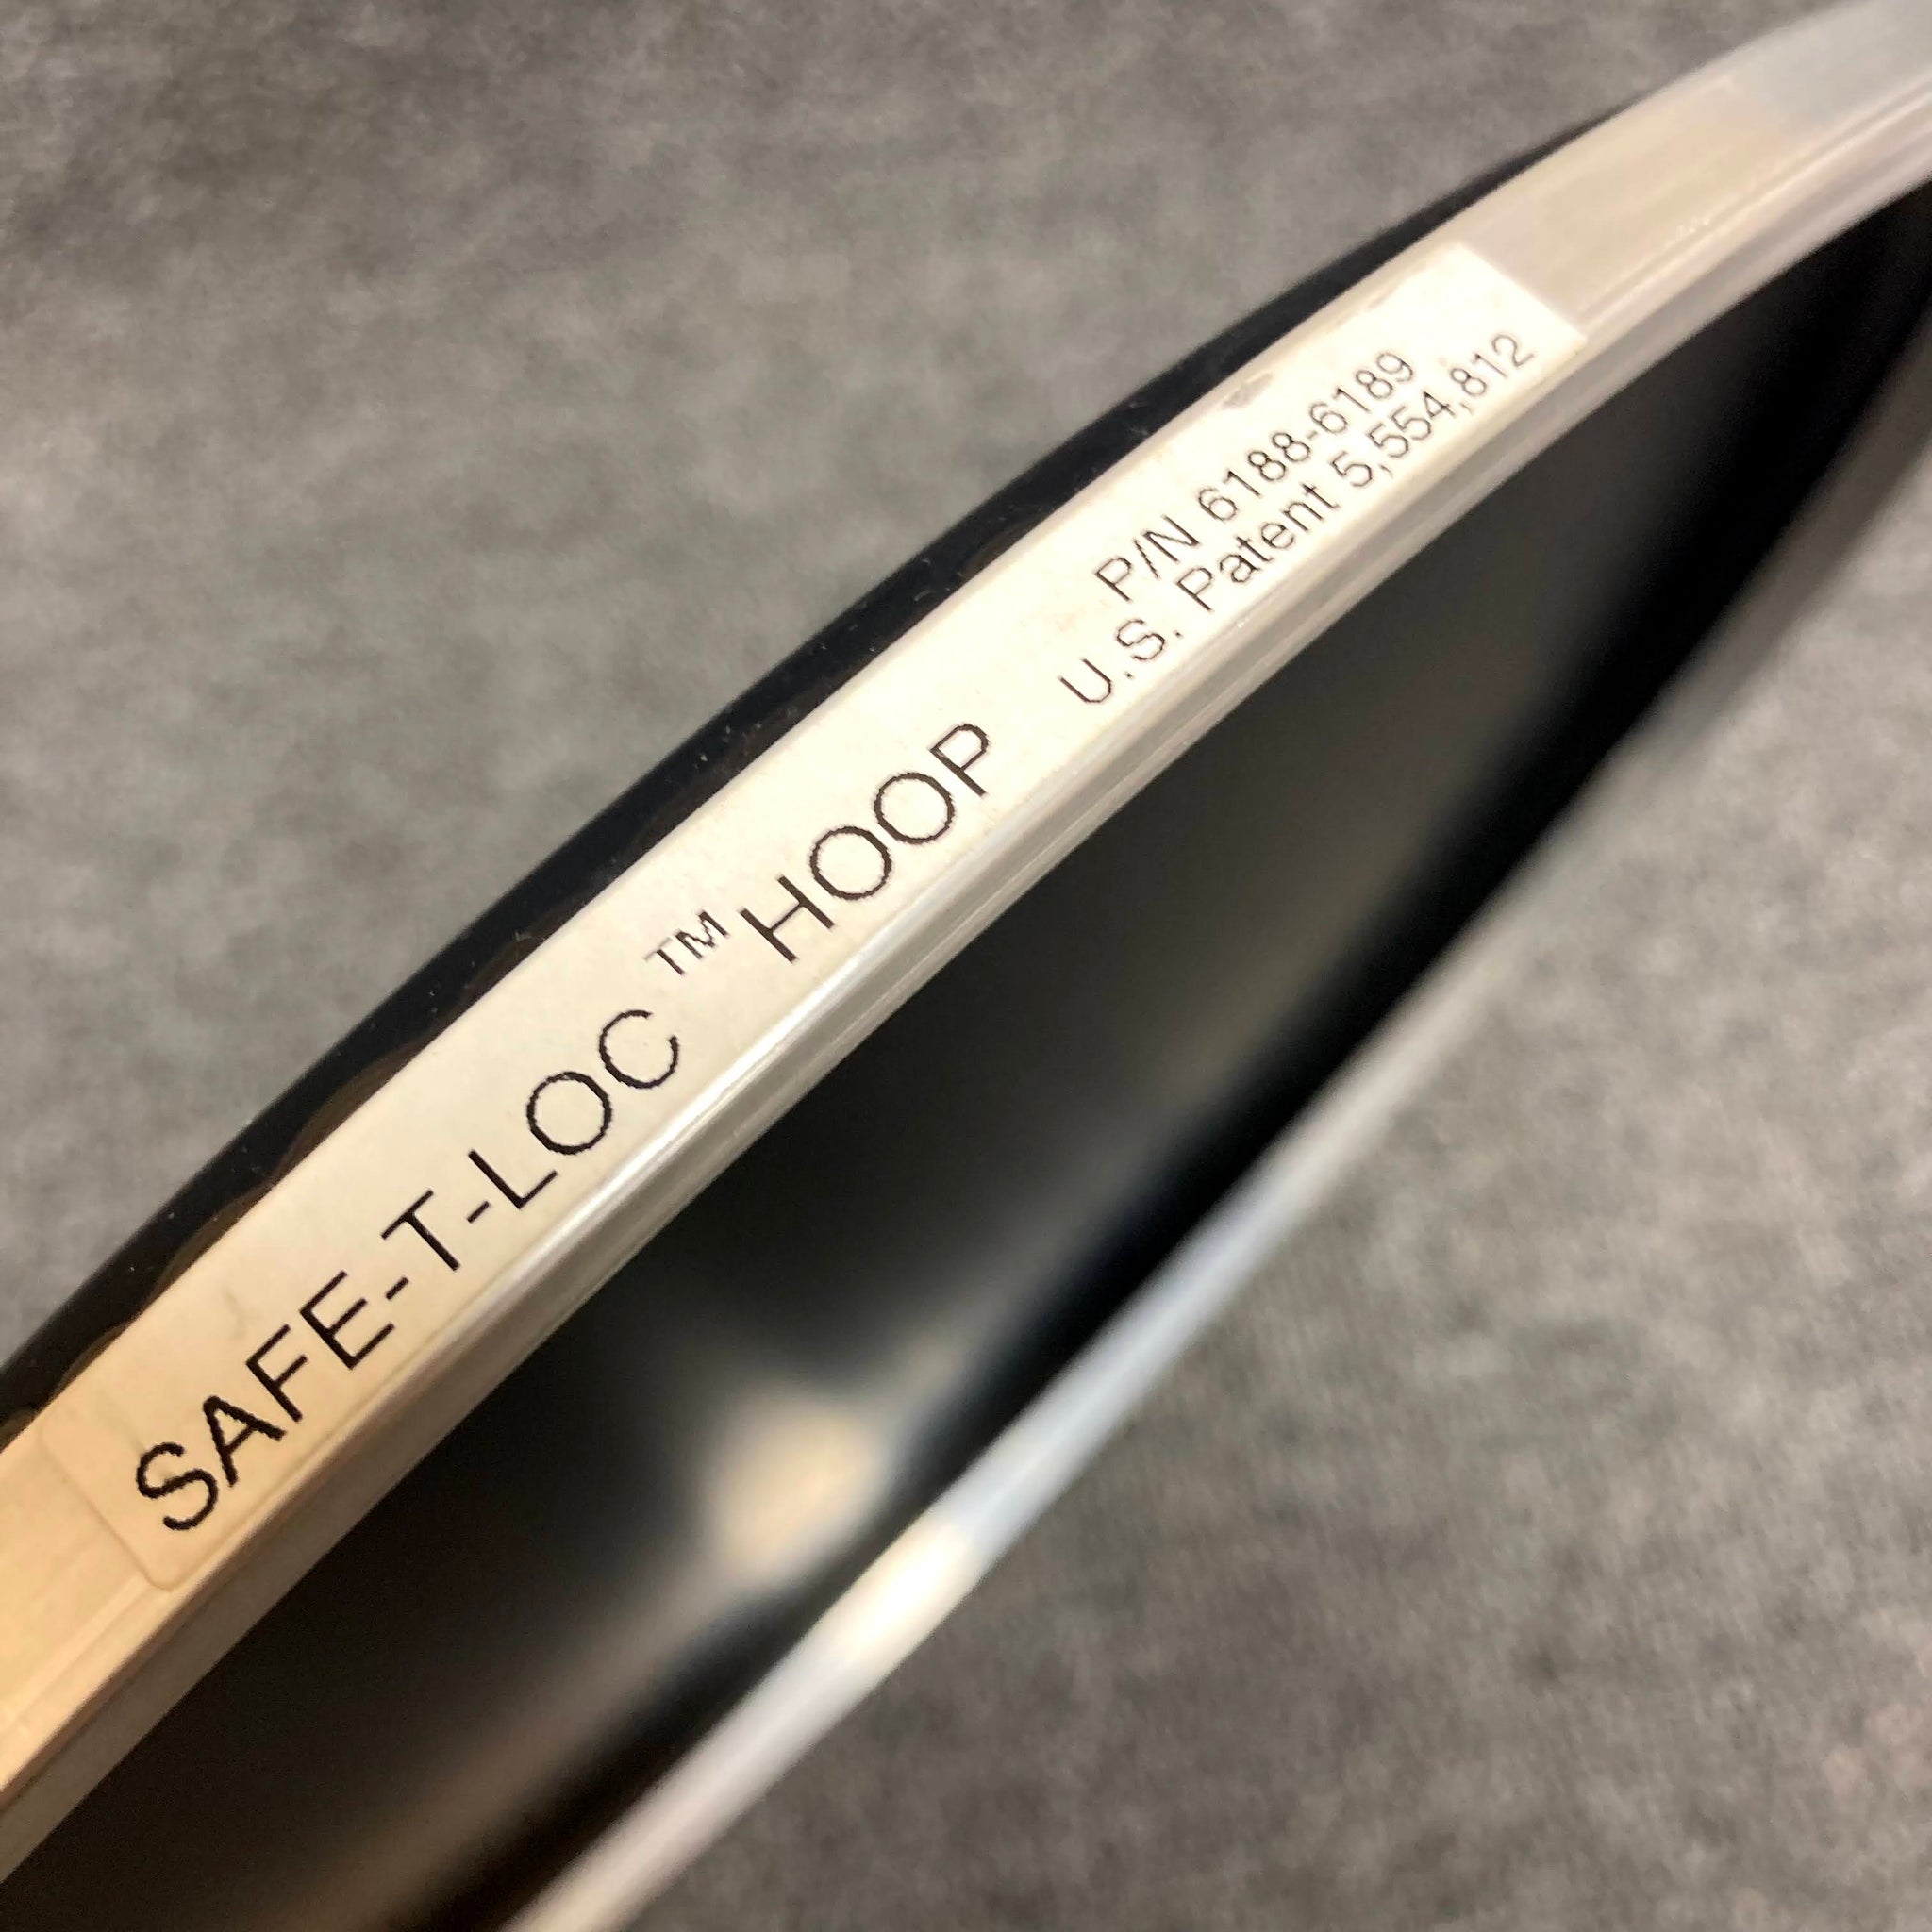 SAFE-T-LOC™ HOOP
P/N 6188-6189
U.S. Patent 5,554,812